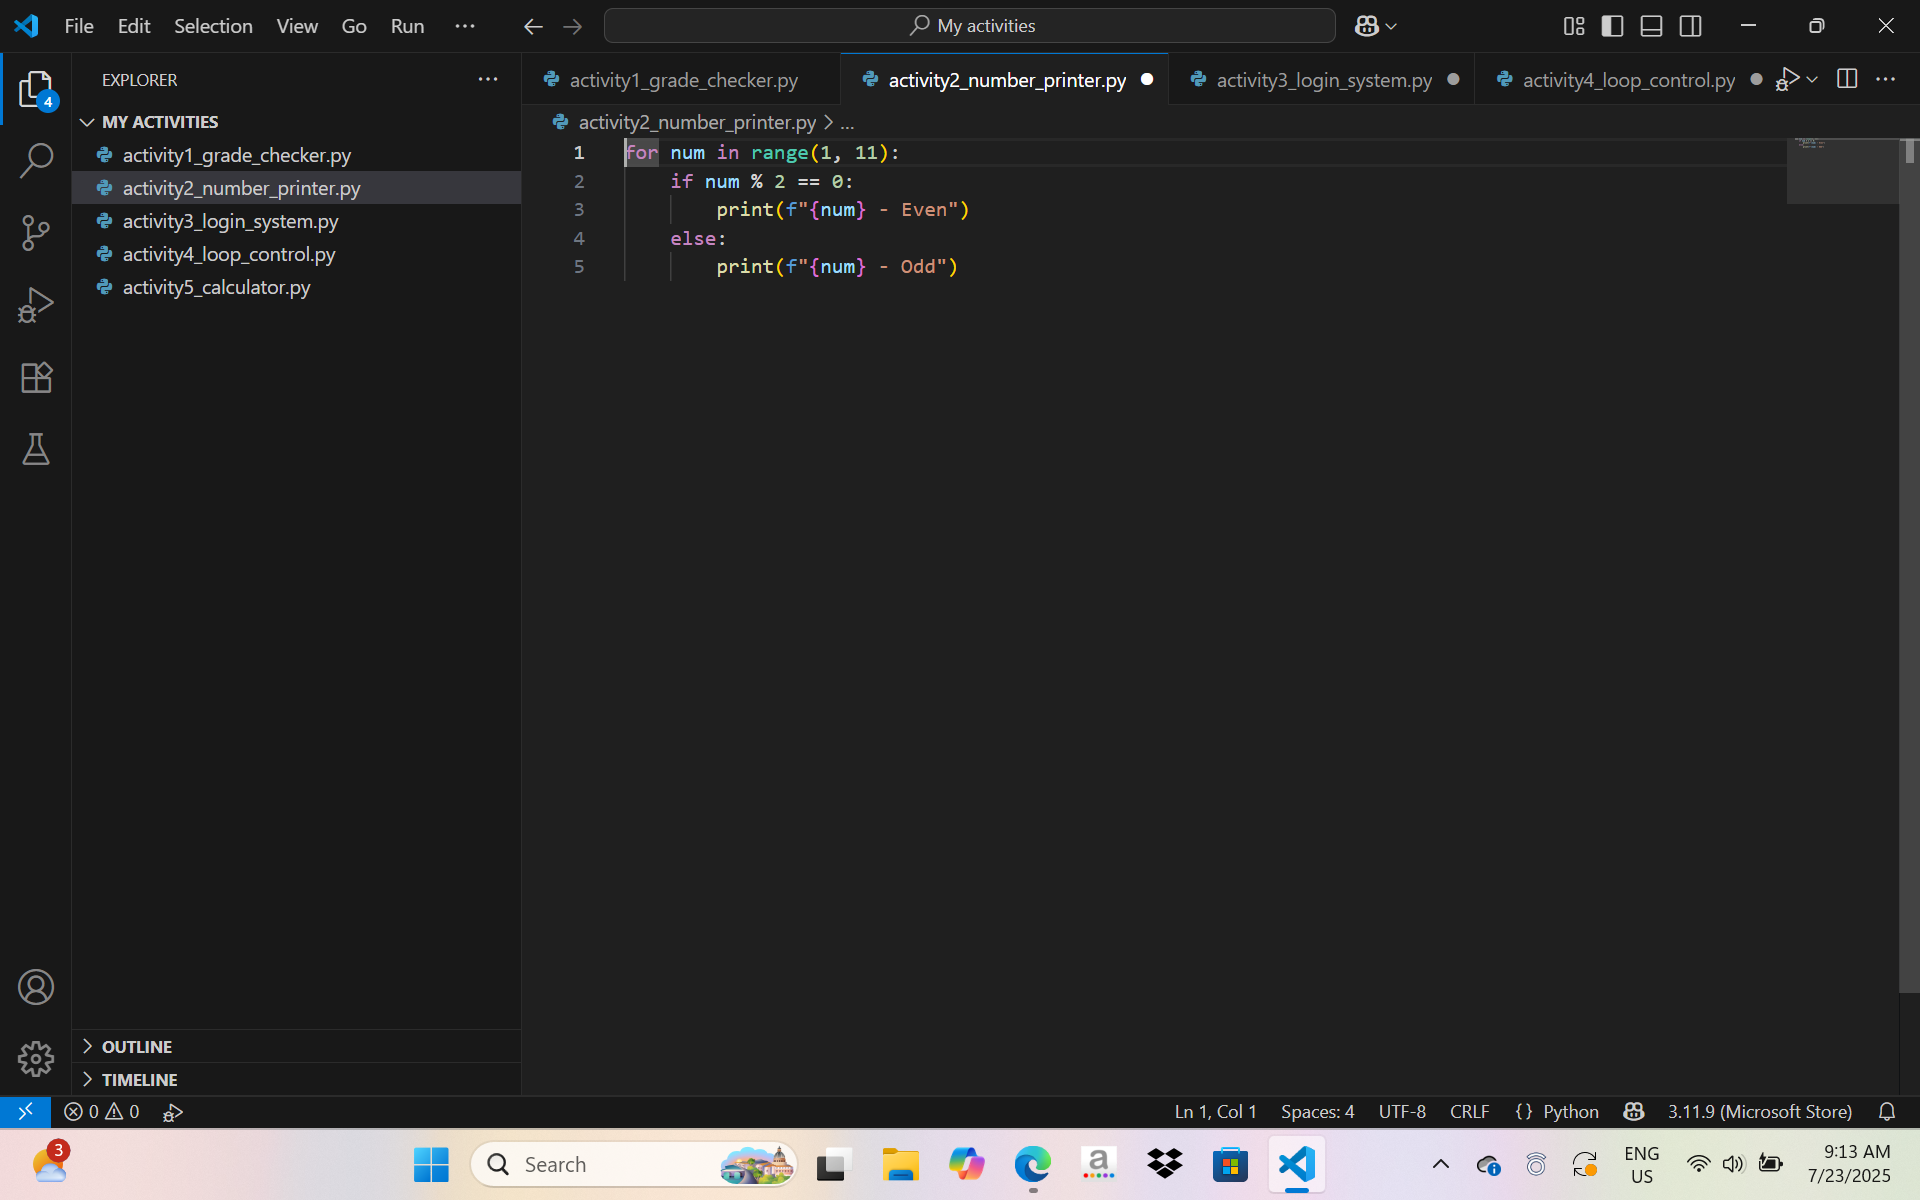 File Edit Selection View Go Run ...
My activities
EXPLORER
...
4
MY ACTIVITIES
activity1_grade_checker.py
activity2_number_printer.py
activity3_login_system.py
activity4_loop_control.py
activity5_calculator.py
OUTLINE
TIMELINE
activity1_grade_checker.py
activity2_number_printer.py
activity3_login_system.py
activity4_loop_control.py
activity2_number_printer.py > ...
1 for num in range(1, 11):
2     if num % 2 == 0:
3         print(f"{num} - Even")
4     else:
5         print(f"{num} - Odd")
0 0
Ln 1, Col 1 Spaces: 4 UTF-8 CRLF {} Python 3.11.9 (Microsoft Store)
3
Search
a
ENG
US
9:13 AM
7/23/2025